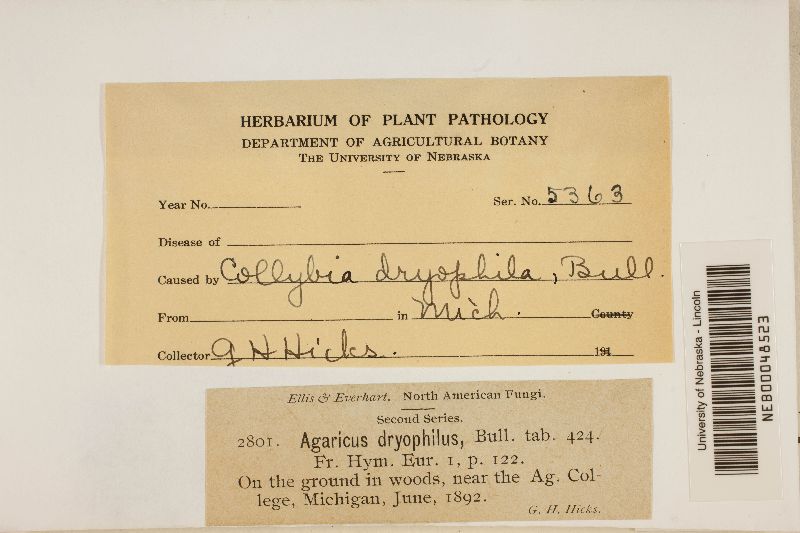 HERBARIUM OF PLANT PATHOLOGY
DEPARTMENT OF AGRICULTURAL BOTANY
THE UNIVERSITY OF NEBRASKA
Year No.
Ser. No. 5363
Disease of
Caused by Collybia dryophila, Bull.
From in Mich. County
Collector G H Hicks. 191
Ellis & Everhart. North American Fungi.
Second Series.
2801. Agaricus dryophilus, Bull. tab. 424.
Fr. Hym. Eur. 1, p. 122.
On the ground in woods, near the Ag. Col-
lege, Michigan, June, 1892.
G. H. Hicks.
University of Nebraska - Lincoln
NEB00048523